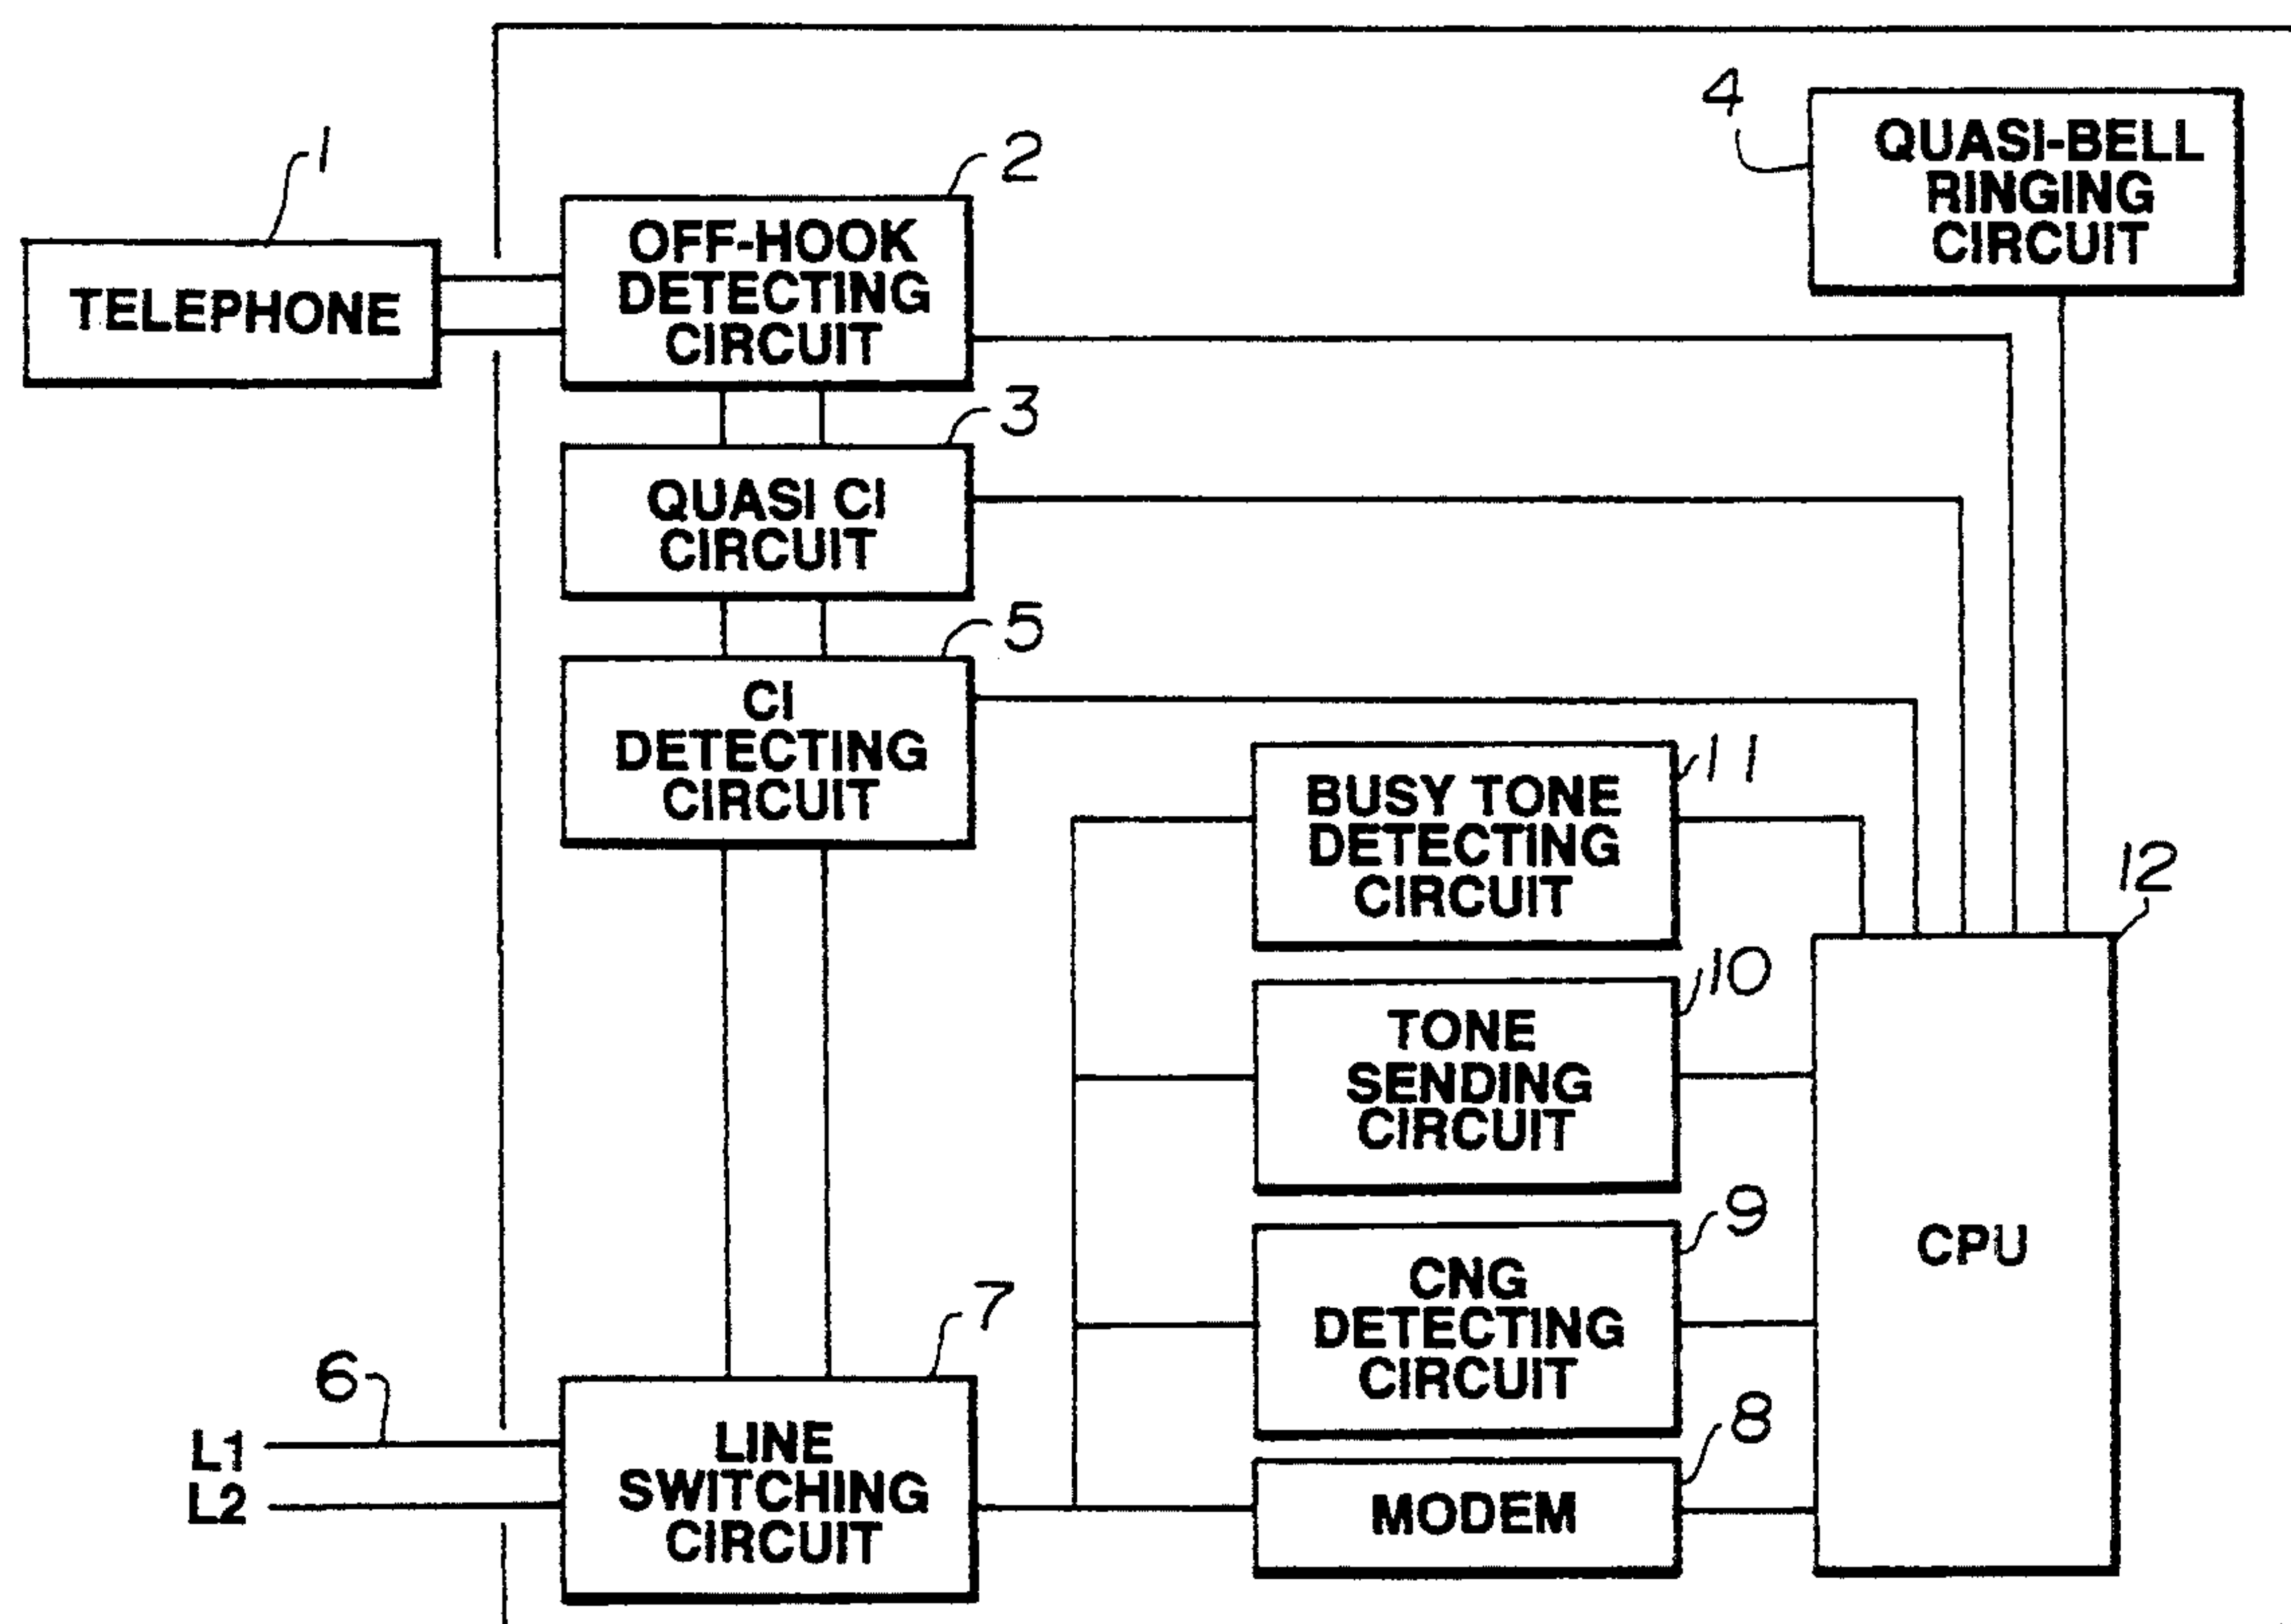 1
TELEPHONE
2
OFF-HOOK
DETECTING
CIRCUIT
4
QUASI-BELL
RINGING
CIRCUIT
3
QUASI CI
CIRCUIT
5
CI
DETECTING
CIRCUIT
11
BUSY TONE
DETECTING
CIRCUIT
12
CPU
10
TONE
SENDING
CIRCUIT
9
CNG
DETECTING
CIRCUIT
8
MODEM
7
LINE
SWITCHING
CIRCUIT
6
L1
L2